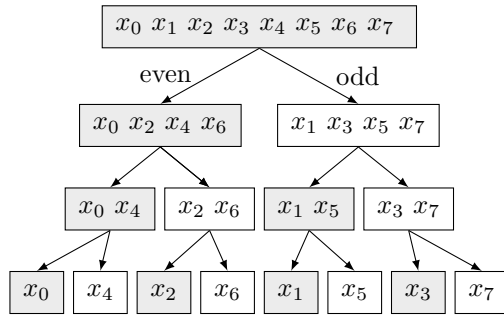 x₀ x₁ x₂ x₃ x₄ x₅ x₆ x₇
even odd
x₀ x₂ x₄ x₆ x₁ x₃ x₅ x₇
x₀ x₄ x₂ x₆ x₁ x₅ x₃ x₇
x₀ x₄ x₂ x₆ x₁ x₅ x₃ x₇